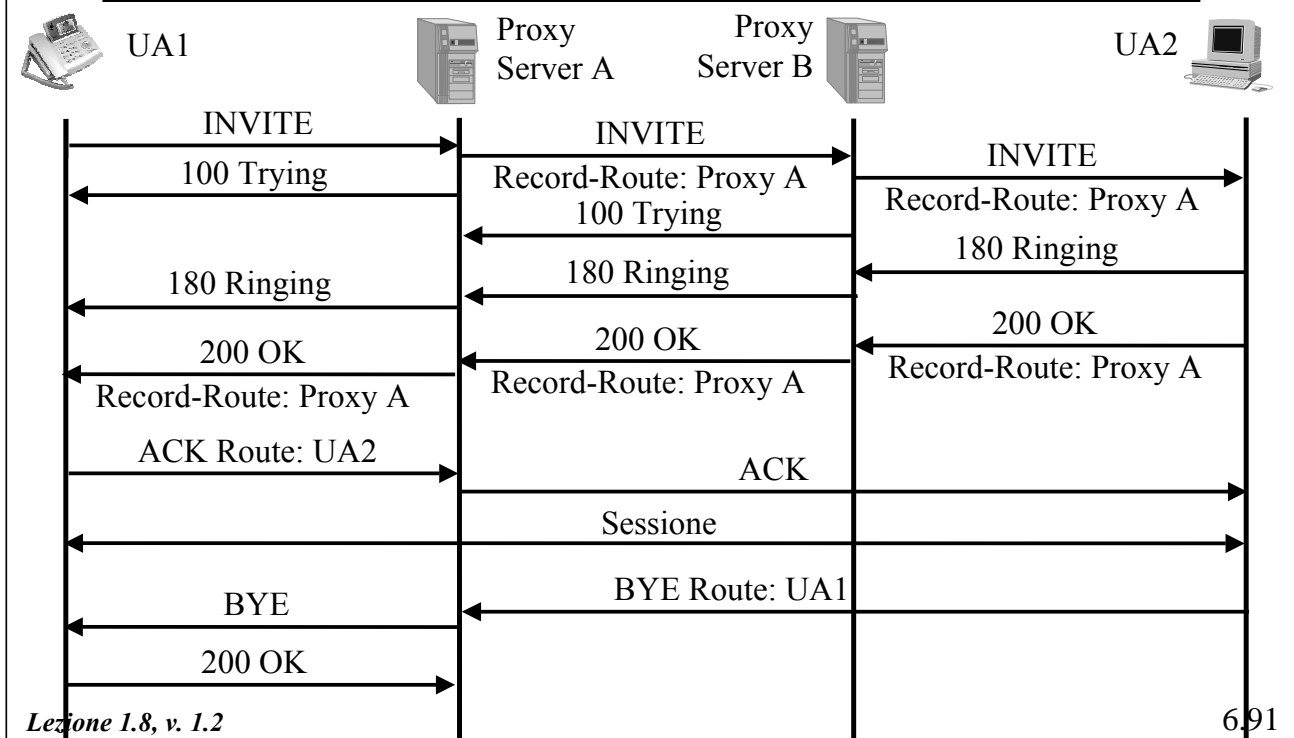 UA1
Proxy
Server A
Proxy
Server B
UA2
INVITE
INVITE
INVITE
100 Trying
Record-Route: Proxy A
Record-Route: Proxy A
100 Trying
180 Ringing
180 Ringing
180 Ringing
200 OK
200 OK
200 OK
Record-Route: Proxy A
Record-Route: Proxy A
Record-Route: Proxy A
ACK Route: UA2
ACK
Sessione
BYE Route: UA1
BYE
200 OK
Lezione 1.8, v. 1.2
6.91